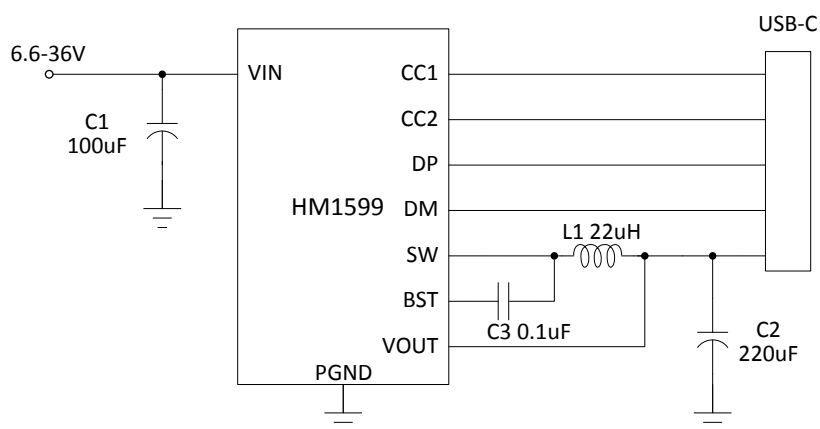 USB-C
6.6-36V
VIN
CC1
C1
100uF
CC2
DP
HM1599
DM
L1 22uH
SW
BST
C3 0.1uF
C2
220uF
VOUT
PGND